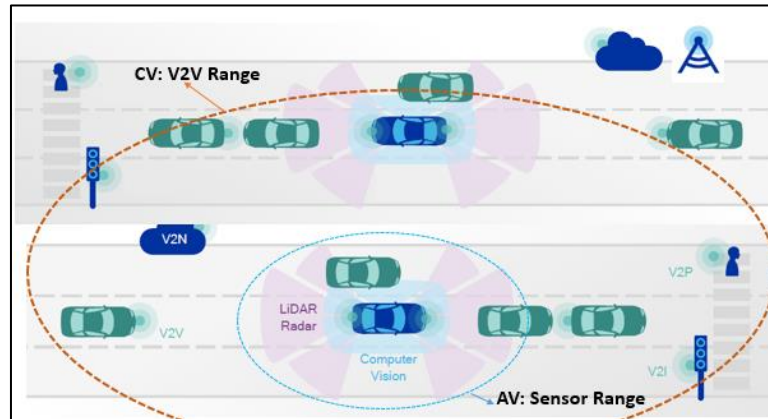 CV: V2V Range
V2N
V2P
LiDAR
Radar
V2V
Computer
Vision
V2I
AV: Sensor Range